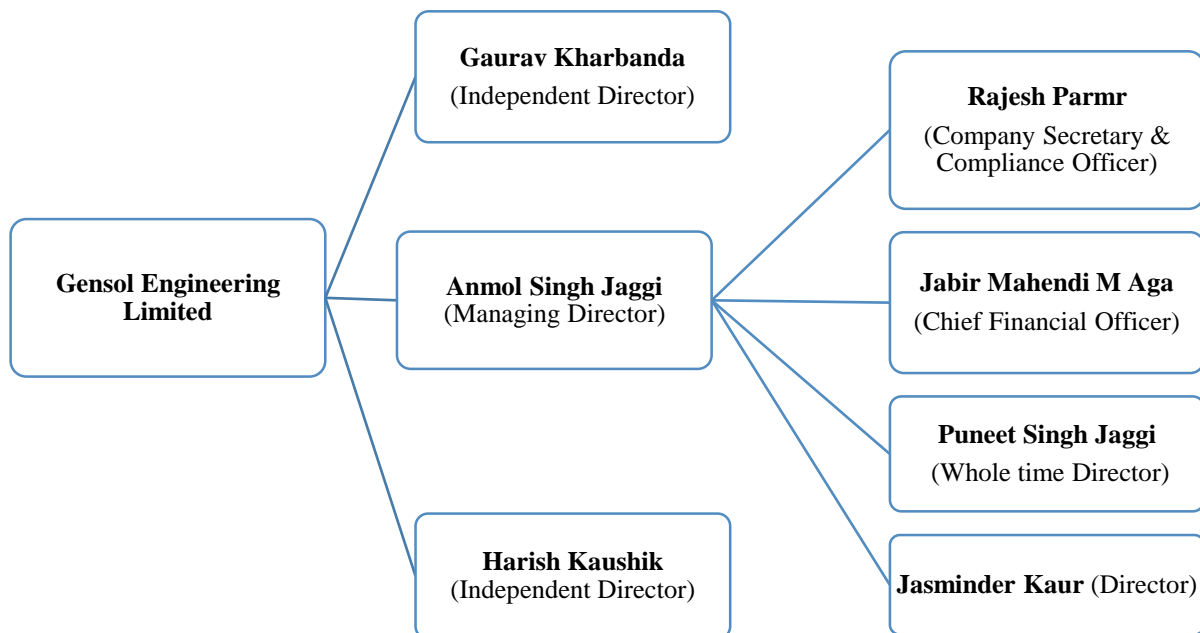 Gensol Engineering
Limited
Gaurav Kharbanda
(Independent Director)
Anmol Singh Jaggi
(Managing Director)
Harish Kaushik
(Independent Director)
Rajesh Parmr
(Company Secretary &
Compliance Officer)
Jabir Mahendi M Aga
(Chief Financial Officer)
Puneet Singh Jaggi
(Whole time Director)
Jasminder Kaur (Director)